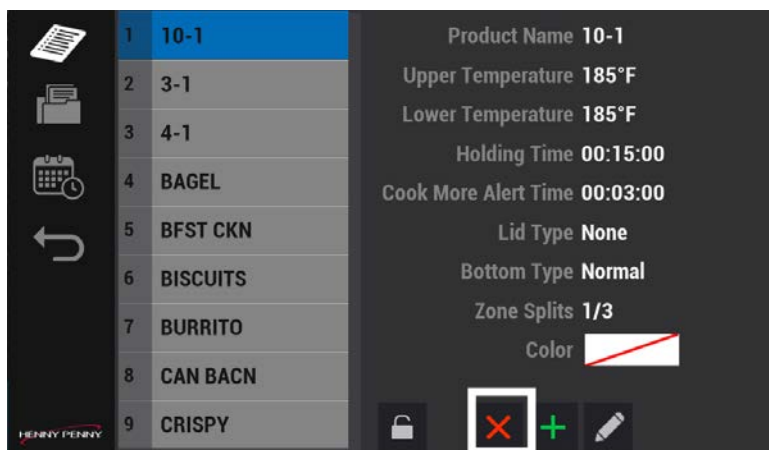 1 10-1
2 3-1
3 4-1
4 BAGEL
5 BFST CKN
6 BISCUITS
7 BURRITO
8 CAN BACN
9 CRISPY
Product Name 10-1
Upper Temperature 185°F
Lower Temperature 185°F
Holding Time 00:15:00
Cook More Alert Time 00:03:00
Lid Type None
Bottom Type Normal
Zone Splits 1/3
Color
HENNY PENNY